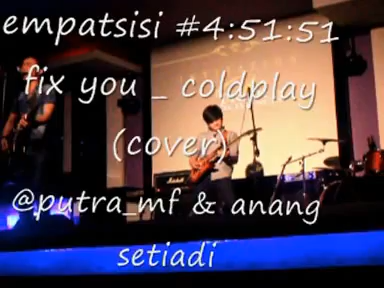 empatsisi #4:51:51
fix you _ coldplay
(cover)
@putra_mf & anang
setiadi